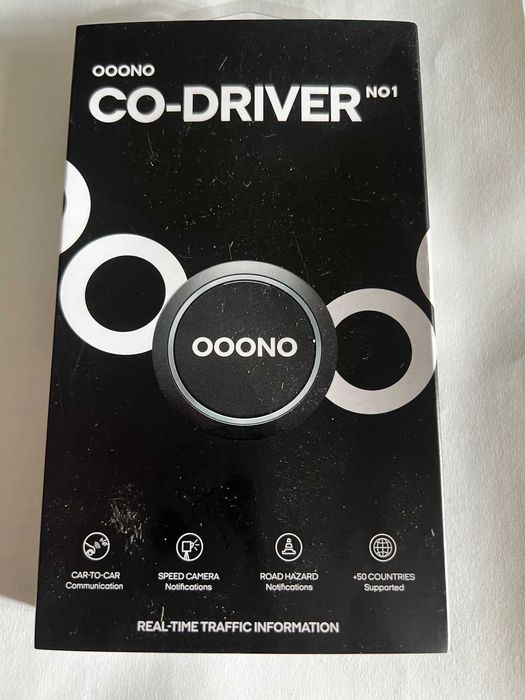 OOONO
CO-DRIVER NO1
OOONO
CAR-TO-CAR
Communication
SPEED CAMERA
Notifications
ROAD HAZARD
Notifications
+50 COUNTRIES
Supported
REAL-TIME TRAFFIC INFORMATION